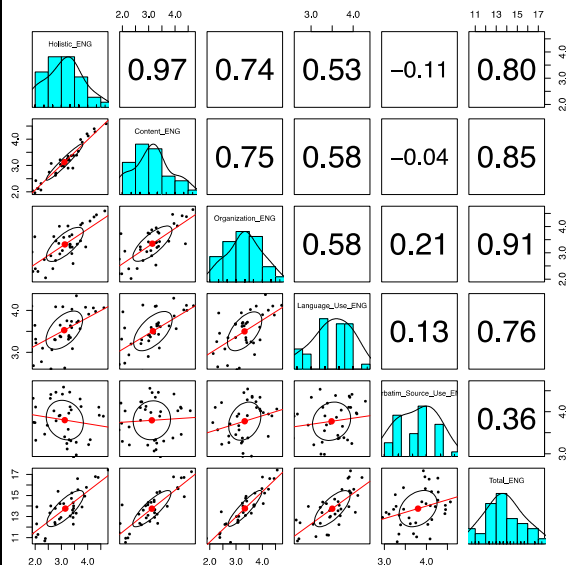 2.0 3.0 4.0
3.0 4.0
11 13 15 17
Holistic_ENG
0.97
0.74
0.53
−0.11
0.80
2.0 3.0 4.0
2.0 3.0 4.0
Content_ENG
0.75
0.58
−0.04
0.85
Organization_ENG
0.58
0.21
0.91
2.0 3.0 4.0
3.0 4.0
Language_Use_ENG
0.13
0.76
rbatim_Source_Use_EN
0.36
3.0 4.0
11 13 15 17
Total_ENG
2.0 3.0 4.0
2.0 3.0 4.0
3.0 4.0